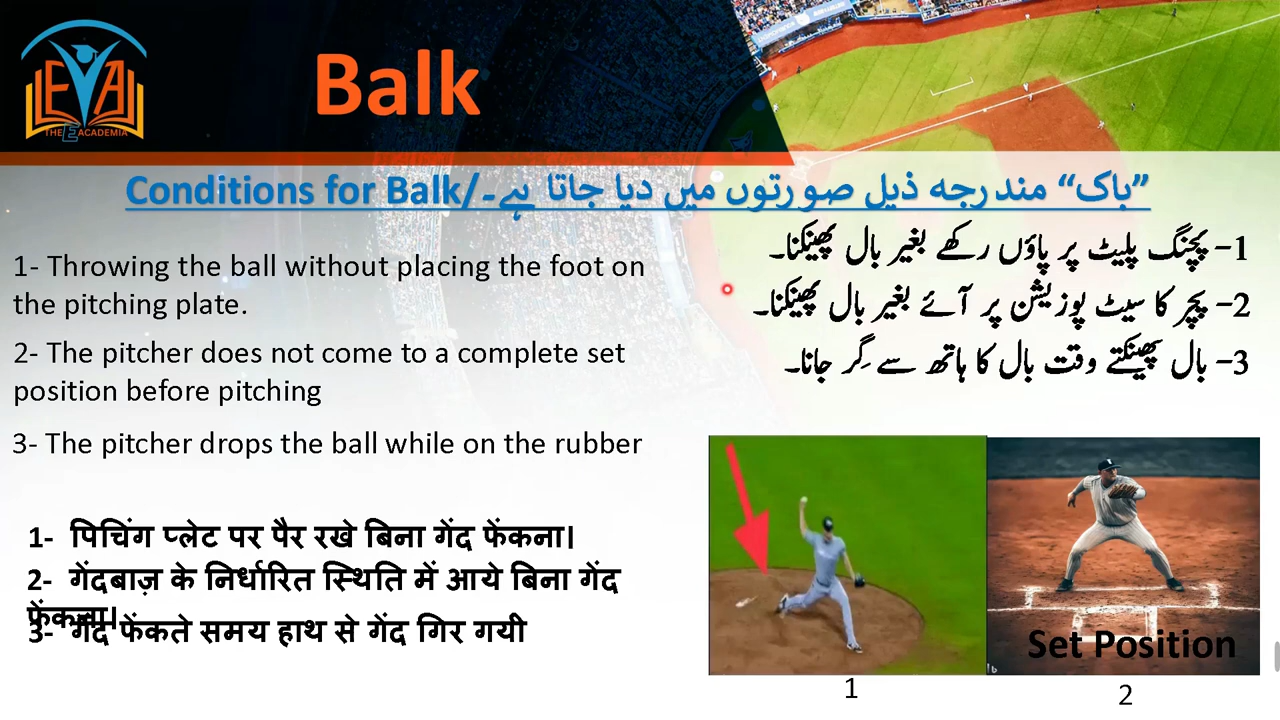 THE E ACADEMIA
Balk
Conditions for Balk/ ”باک“ مندرجہ ذیل صورتوں میں دیا جاتا ہے۔
1- Throwing the ball without placing the foot on
the pitching plate.
2- The pitcher does not come to a complete set
position before pitching
3- The pitcher drops the ball while on the rubber
1- پچنگ پلیٹ پر پاؤں رکھے بغیر بال پھینکنا۔
2- پچر کا سیٹ پوزیشن پر آئے بغیر بال پھینکنا۔
3- بال پھینکتے وقت بال کا ہاتھ سے گِر جانا۔
1- पिचिंग प्लेट पर पैर रखे बिना गेंद फेंकना।
2- गेंदबाज़ के निर्धारित स्थिति में आये बिना गेंद
फेंकना।
3- गेंद फेंकते समय हाथ से गेंद गिर गयी
Set Position
1
2